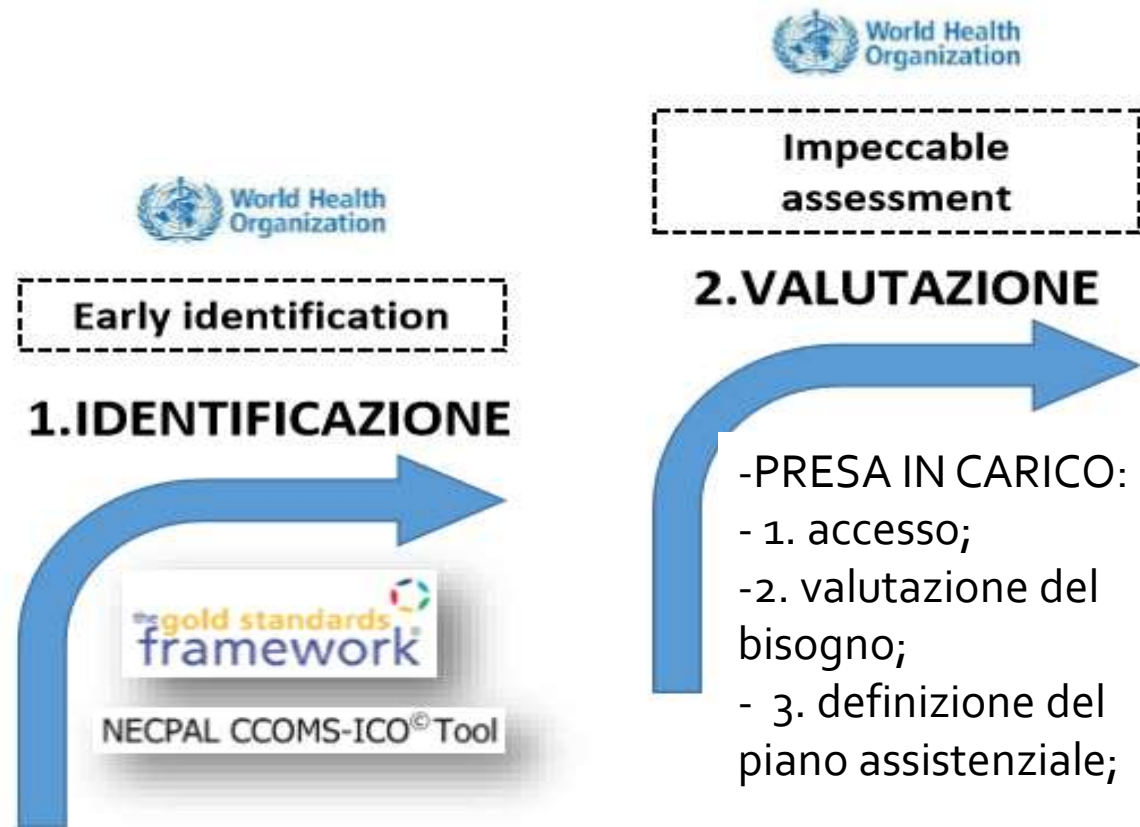 World Health
Organization
Early identification
1.IDENTIFICAZIONE
the gold standards
framework®
NECPAL CCOMS-ICO© Tool
World Health
Organization
Impeccable
assessment
2.VALUTAZIONE
-PRESA IN CARICO:
- 1. accesso;
-2. valutazione del
bisogno;
- 3. definizione del
piano assistenziale;